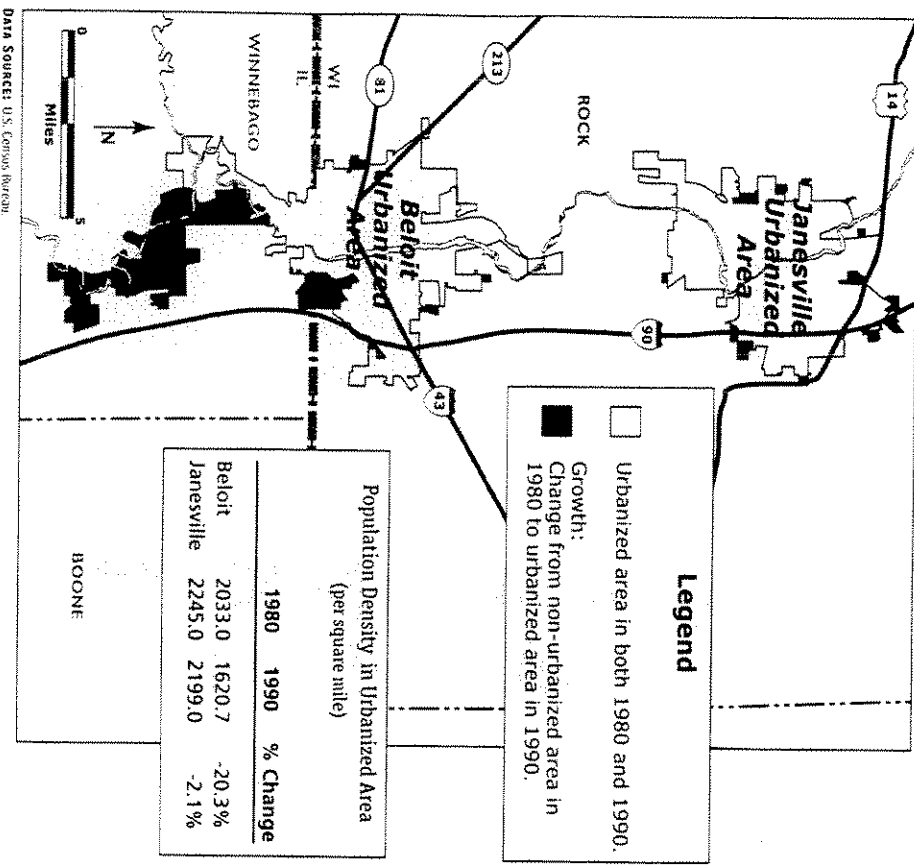 14
ROCK
Janesville
Urbanized
Area
213
81
90
43
WI
IL
Beloit
Urbanized
Area
WINNEBAGO
BOONE
Legend
Urbanized area in both 1980 and 1990.
Growth:
Change from non-urbanized area in
1980 to urbanized area in 1990.
Population Density in Urbanized Area
(per square mile)
1980 1990 % Change
Beloit 2033.0 1620.7 -20.3%
Janesville 2245.0 2199.0 -2.1%
N
0 5
Miles
DATA SOURCE: U.S. Census Bureau.